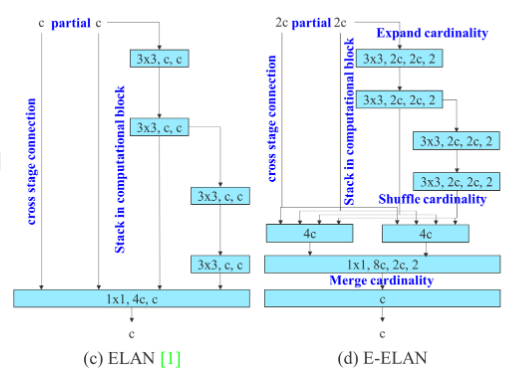 c partial c
3x3, c, c
3x3, c, c
3x3, c, c
3x3, c, c
cross stage connection
Stack in computational block
1x1, 4c, c
c
(c) ELAN [1]
2c partial 2c
Expand cardinality
3x3, 2c, 2c, 2
3x3, 2c, 2c, 2
3x3, 2c, 2c, 2
3x3, 2c, 2c, 2
cross stage connection
Stack in computational block
Shuffle cardinality
4c 4c
1x1, 8c, 2c, 2
Merge cardinality
c
c
(d) E-ELAN